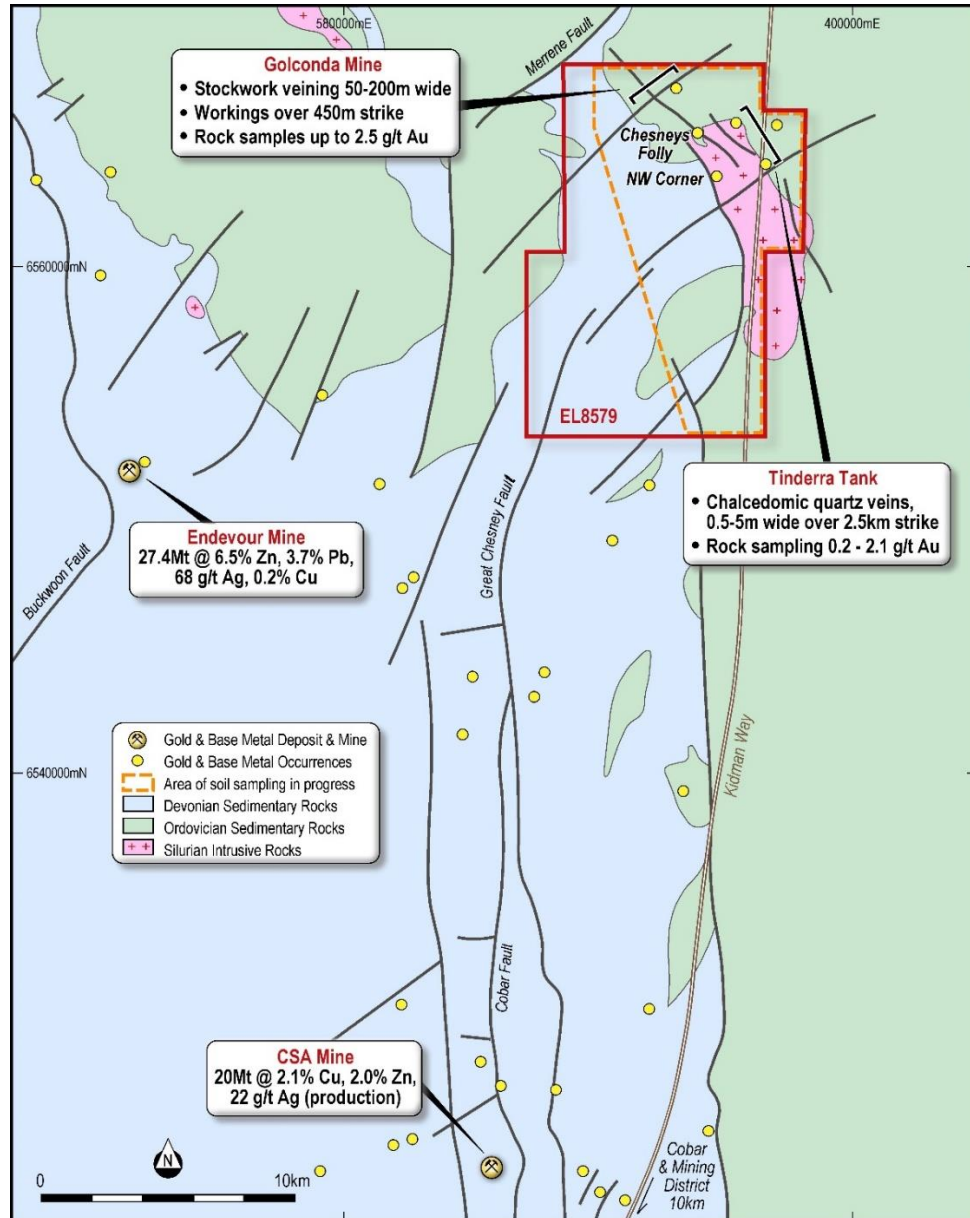 580000mE
400000mE
Merrene Fault
Golconda Mine
• Stockwork veining 50-200m wide
• Workings over 450m strike
• Rock samples up to 2.5 g/t Au
Chesneys
Folly
NW Corner
6560000mN
EL8579
Tinderra Tank
• Chalcedomic quartz veins,
0.5-5m wide over 2.5km strike
• Rock sampling 0.2 - 2.1 g/t Au
Endevour Mine
27.4Mt @ 6.5% Zn, 3.7% Pb,
68 g/t Ag, 0.2% Cu
Buckwoon Fault
Great Chesney Fault
Kidman Way
Gold & Base Metal Deposit & Mine
Gold & Base Metal Occurrences
Area of soil sampling in progress
Devonian Sedimentary Rocks
Ordovician Sedimentary Rocks
Silurian Intrusive Rocks
6540000mN
Cobar Fault
CSA Mine
20Mt @ 2.1% Cu, 2.0% Zn,
22 g/t Ag (production)
N
0
10km
Cobar
& Mining
District
10km